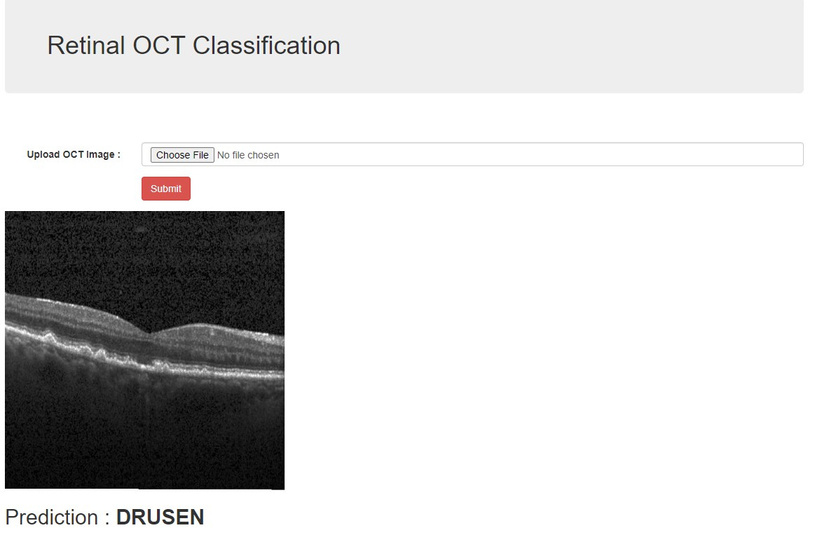 Retinal OCT Classification
Upload OCT Image :
Choose File No file chosen
Submit
Prediction : DRUSEN